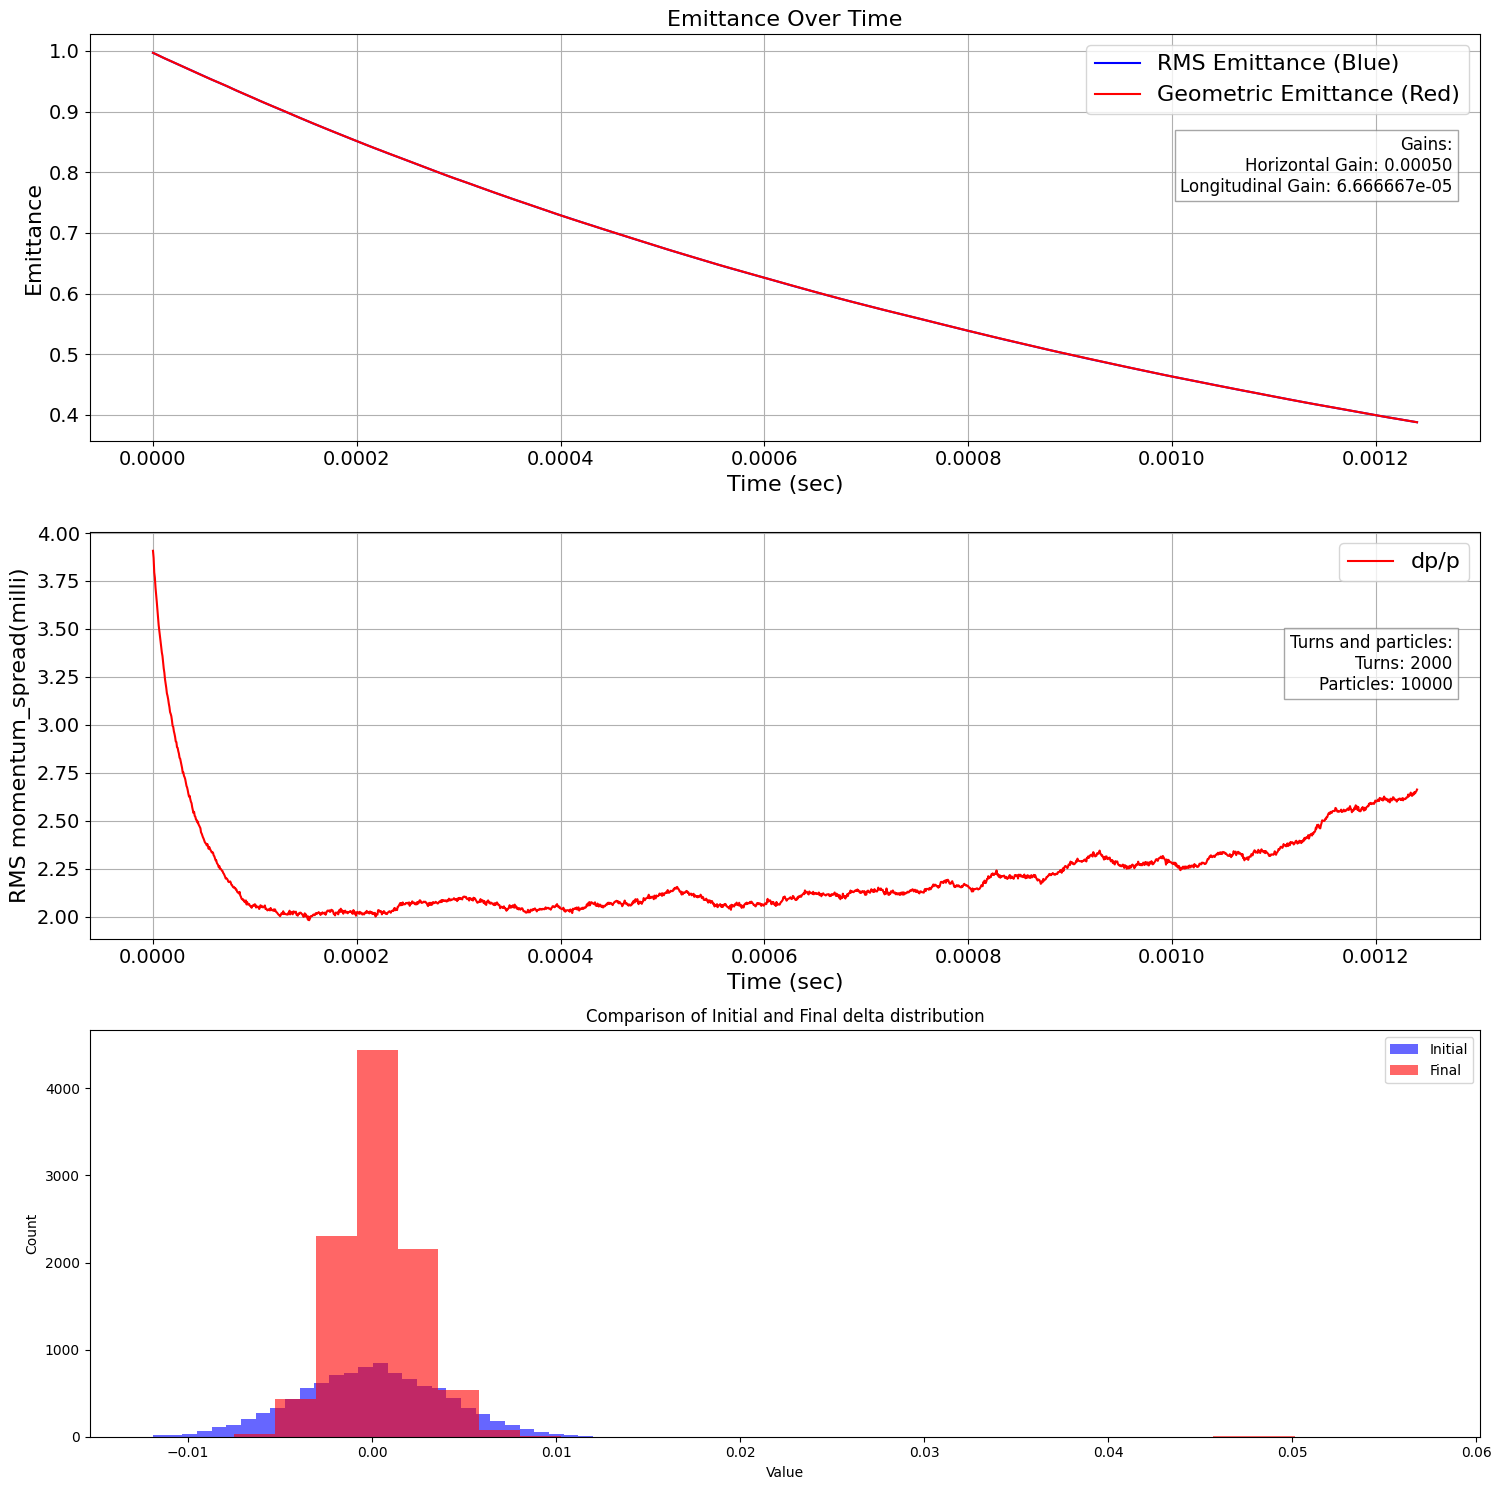 Emittance Over Time
1.0
0.9
0.8
0.7
0.6
0.5
0.4
Emittance
RMS Emittance (Blue)
Geometric Emittance (Red)
Gains:
Horizontal Gain: 0.00050
Longitudinal Gain: 6.666667e-05
0.0000 0.0002 0.0004 0.0006 0.0008 0.0010 0.0012
Time (sec)
4.00
3.75
3.50
3.25
3.00
2.75
2.50
2.25
2.00
RMS momentum_spread(milli)
dp/p
Turns and particles:
Turns: 2000
Particles: 10000
0.0000 0.0002 0.0004 0.0006 0.0008 0.0010 0.0012
Time (sec)
Comparison of Initial and Final delta distribution
4000
3000
2000
1000
0
Count
Initial
Final
−0.01 0.00 0.01 0.02 0.03 0.04 0.05 0.06
Value